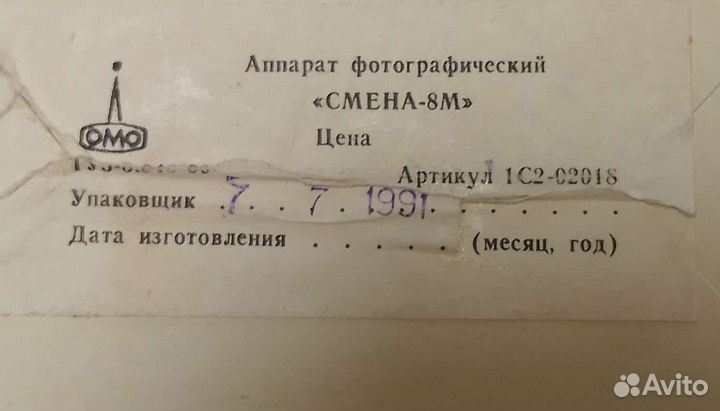 Аппарат фотографический
«СМЕНА-8М»
ОМО
Цена
Артикул 1С2-02018
Упаковщик . 7 . . 7 . 1991 . . . . . . .
Дата изготовления . . . . . (месяц, год)
Avito